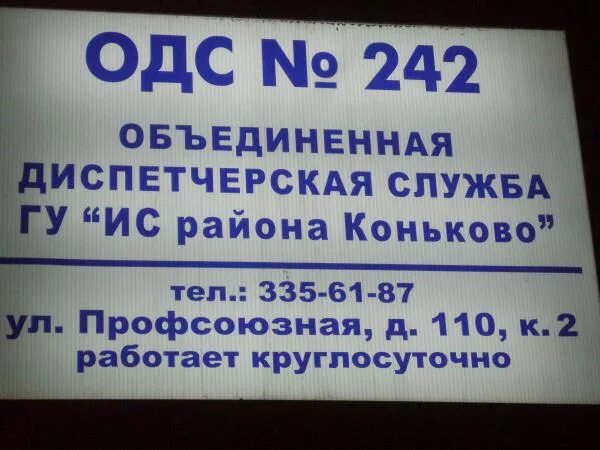 ОДС № 242
ОБЪЕДИНЕННАЯ
ДИСПЕТЧЕРСКАЯ СЛУЖБА
ГУ “ИС района Коньково”
тел.: 335-61-87
ул. Профсоюзная, д. 110, к. 2
работает круглосуточно